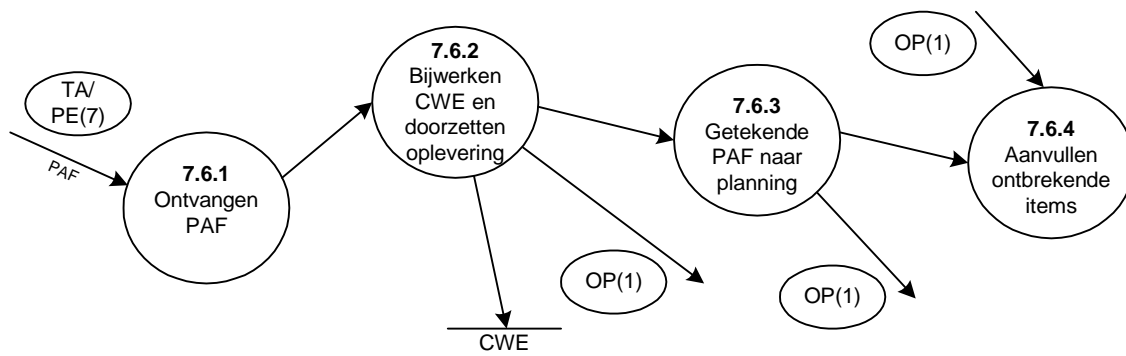 TA/
PE(7)
PAF
7.6.1
Ontvangen
PAF
7.6.2
Bijwerken
CWE en
doorzetten
oplevering
CWE
OP(1)
7.6.3
Getekende
PAF naar
planning
OP(1)
OP(1)
7.6.4
Aanvullen
ontbrekende
items